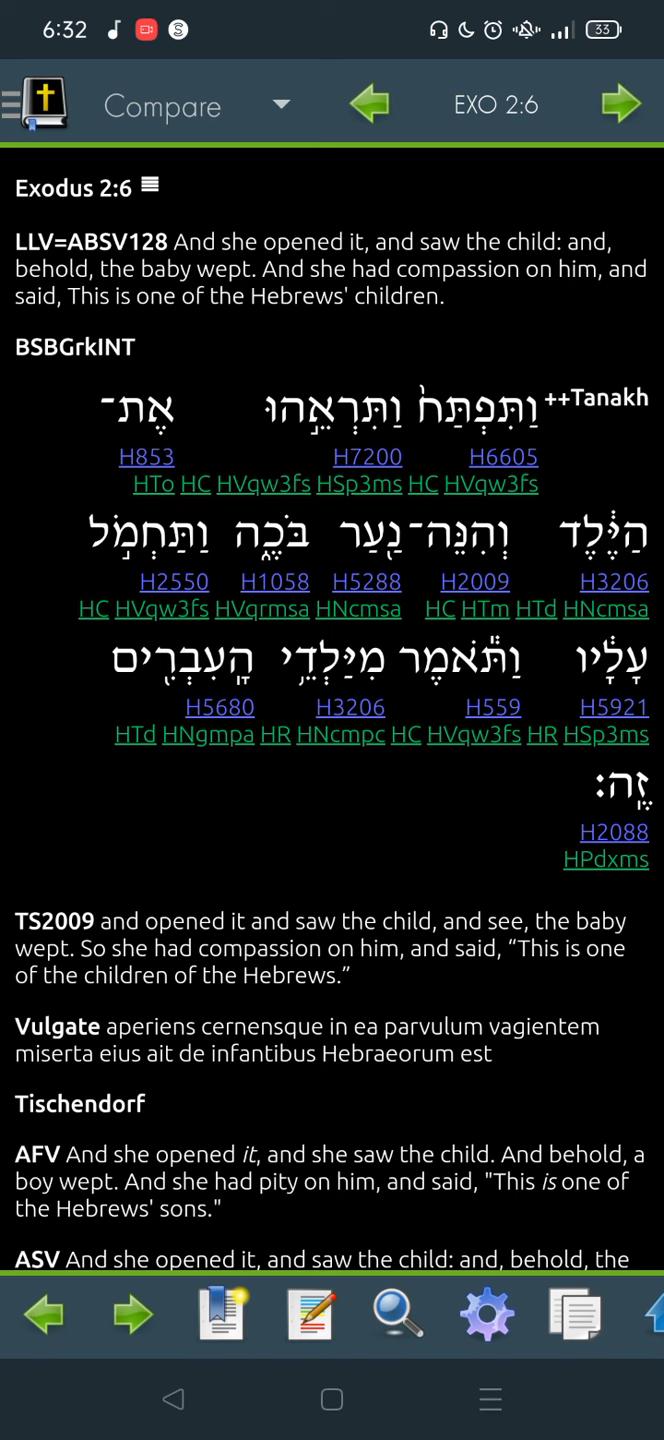 6:32
33
Compare
EXO 2:6
Exodus 2:6
LLV=ABSV128 And she opened it, and saw the child: and,
behold, the baby wept. And she had compassion on him, and
said, This is one of the Hebrews' children.
BSBGrkINT
++Tanakh וַתִּפְתַּח֙ וַתִּרְאֵ֣הוּ אֶת־
H6605 H7200 H853
HTo HC HVqw3fs HSp3ms HC HVqw3fs
הַיֶּ֔לֶד וְהִנֵּה־ נַ֖עַר בֹּכֶ֑ה וַתַּחְמֹ֣ל
H3206 H2009 H5288 H1058 H2550
HC HVqw3fs HVqrmsa HNcmsa HC HTm HTd HNcmsa
עָלָ֔יו וַתֹּ֕אמֶר מִיַּלְדֵ֥י הָֽעִבְרִ֖ים
H5921 H559 H3206 H5680
HTd HNgmpa HR HNcmpc HC HVqw3fs HR HSp3ms
זֶֽה׃
H2088
HPdxms
TS2009 and opened it and saw the child, and see, the baby
wept. So she had compassion on him, and said, “This is one
of the children of the Hebrews.”
Vulgate aperiens cernensque in ea parvulum vagientem
miserta eius ait de infantibus Hebraeorum est
Tischendorf
AFV And she opened it, and she saw the child. And behold, a
boy wept. And she had pity on him, and said, "This is one of
the Hebrews' sons."
ASV And she opened it, and saw the child: and, behold, the